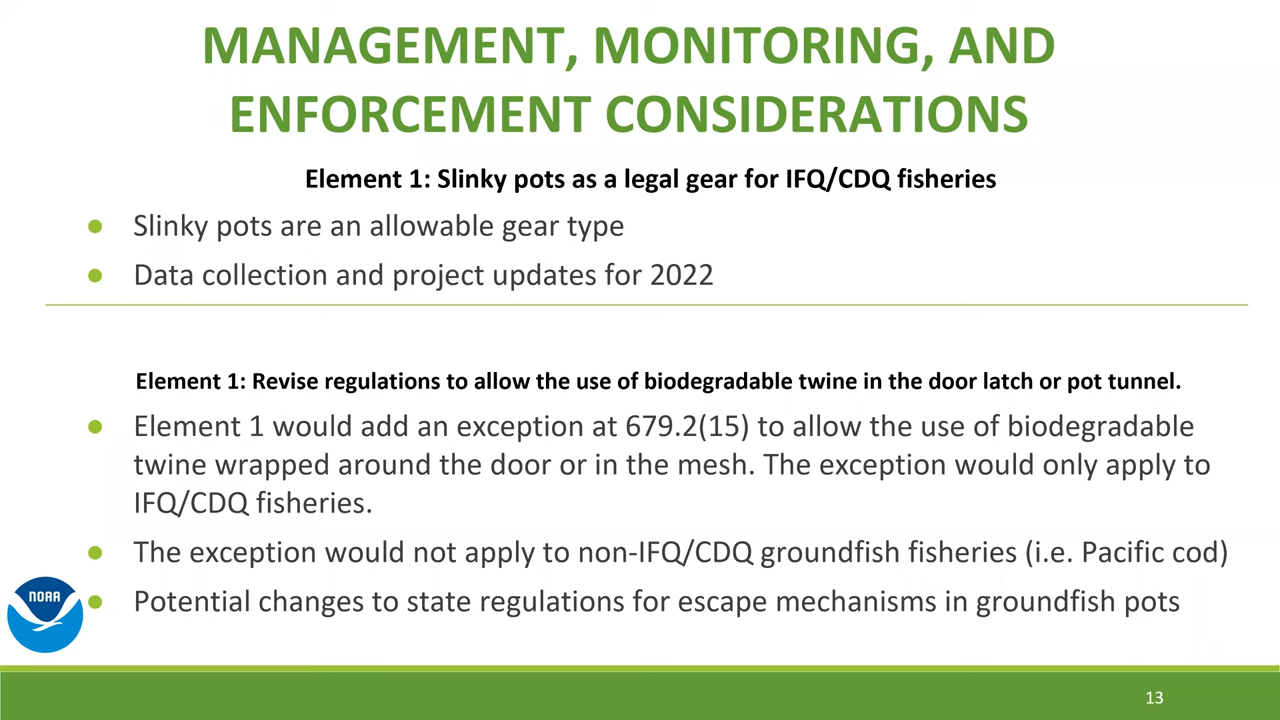 MANAGEMENT, MONITORING, AND
ENFORCEMENT CONSIDERATIONS
Element 1: Slinky pots as a legal gear for IFQ/CDQ fisheries
● Slinky pots are an allowable gear type
● Data collection and project updates for 2022
Element 1: Revise regulations to allow the use of biodegradable twine in the door latch or pot tunnel.
● Element 1 would add an exception at 679.2(15) to allow the use of biodegradable
twine wrapped around the door or in the mesh. The exception would only apply to
IFQ/CDQ fisheries.
● The exception would not apply to non-IFQ/CDQ groundfish fisheries (i.e. Pacific cod)
● Potential changes to state regulations for escape mechanisms in groundfish pots
NOAA
13